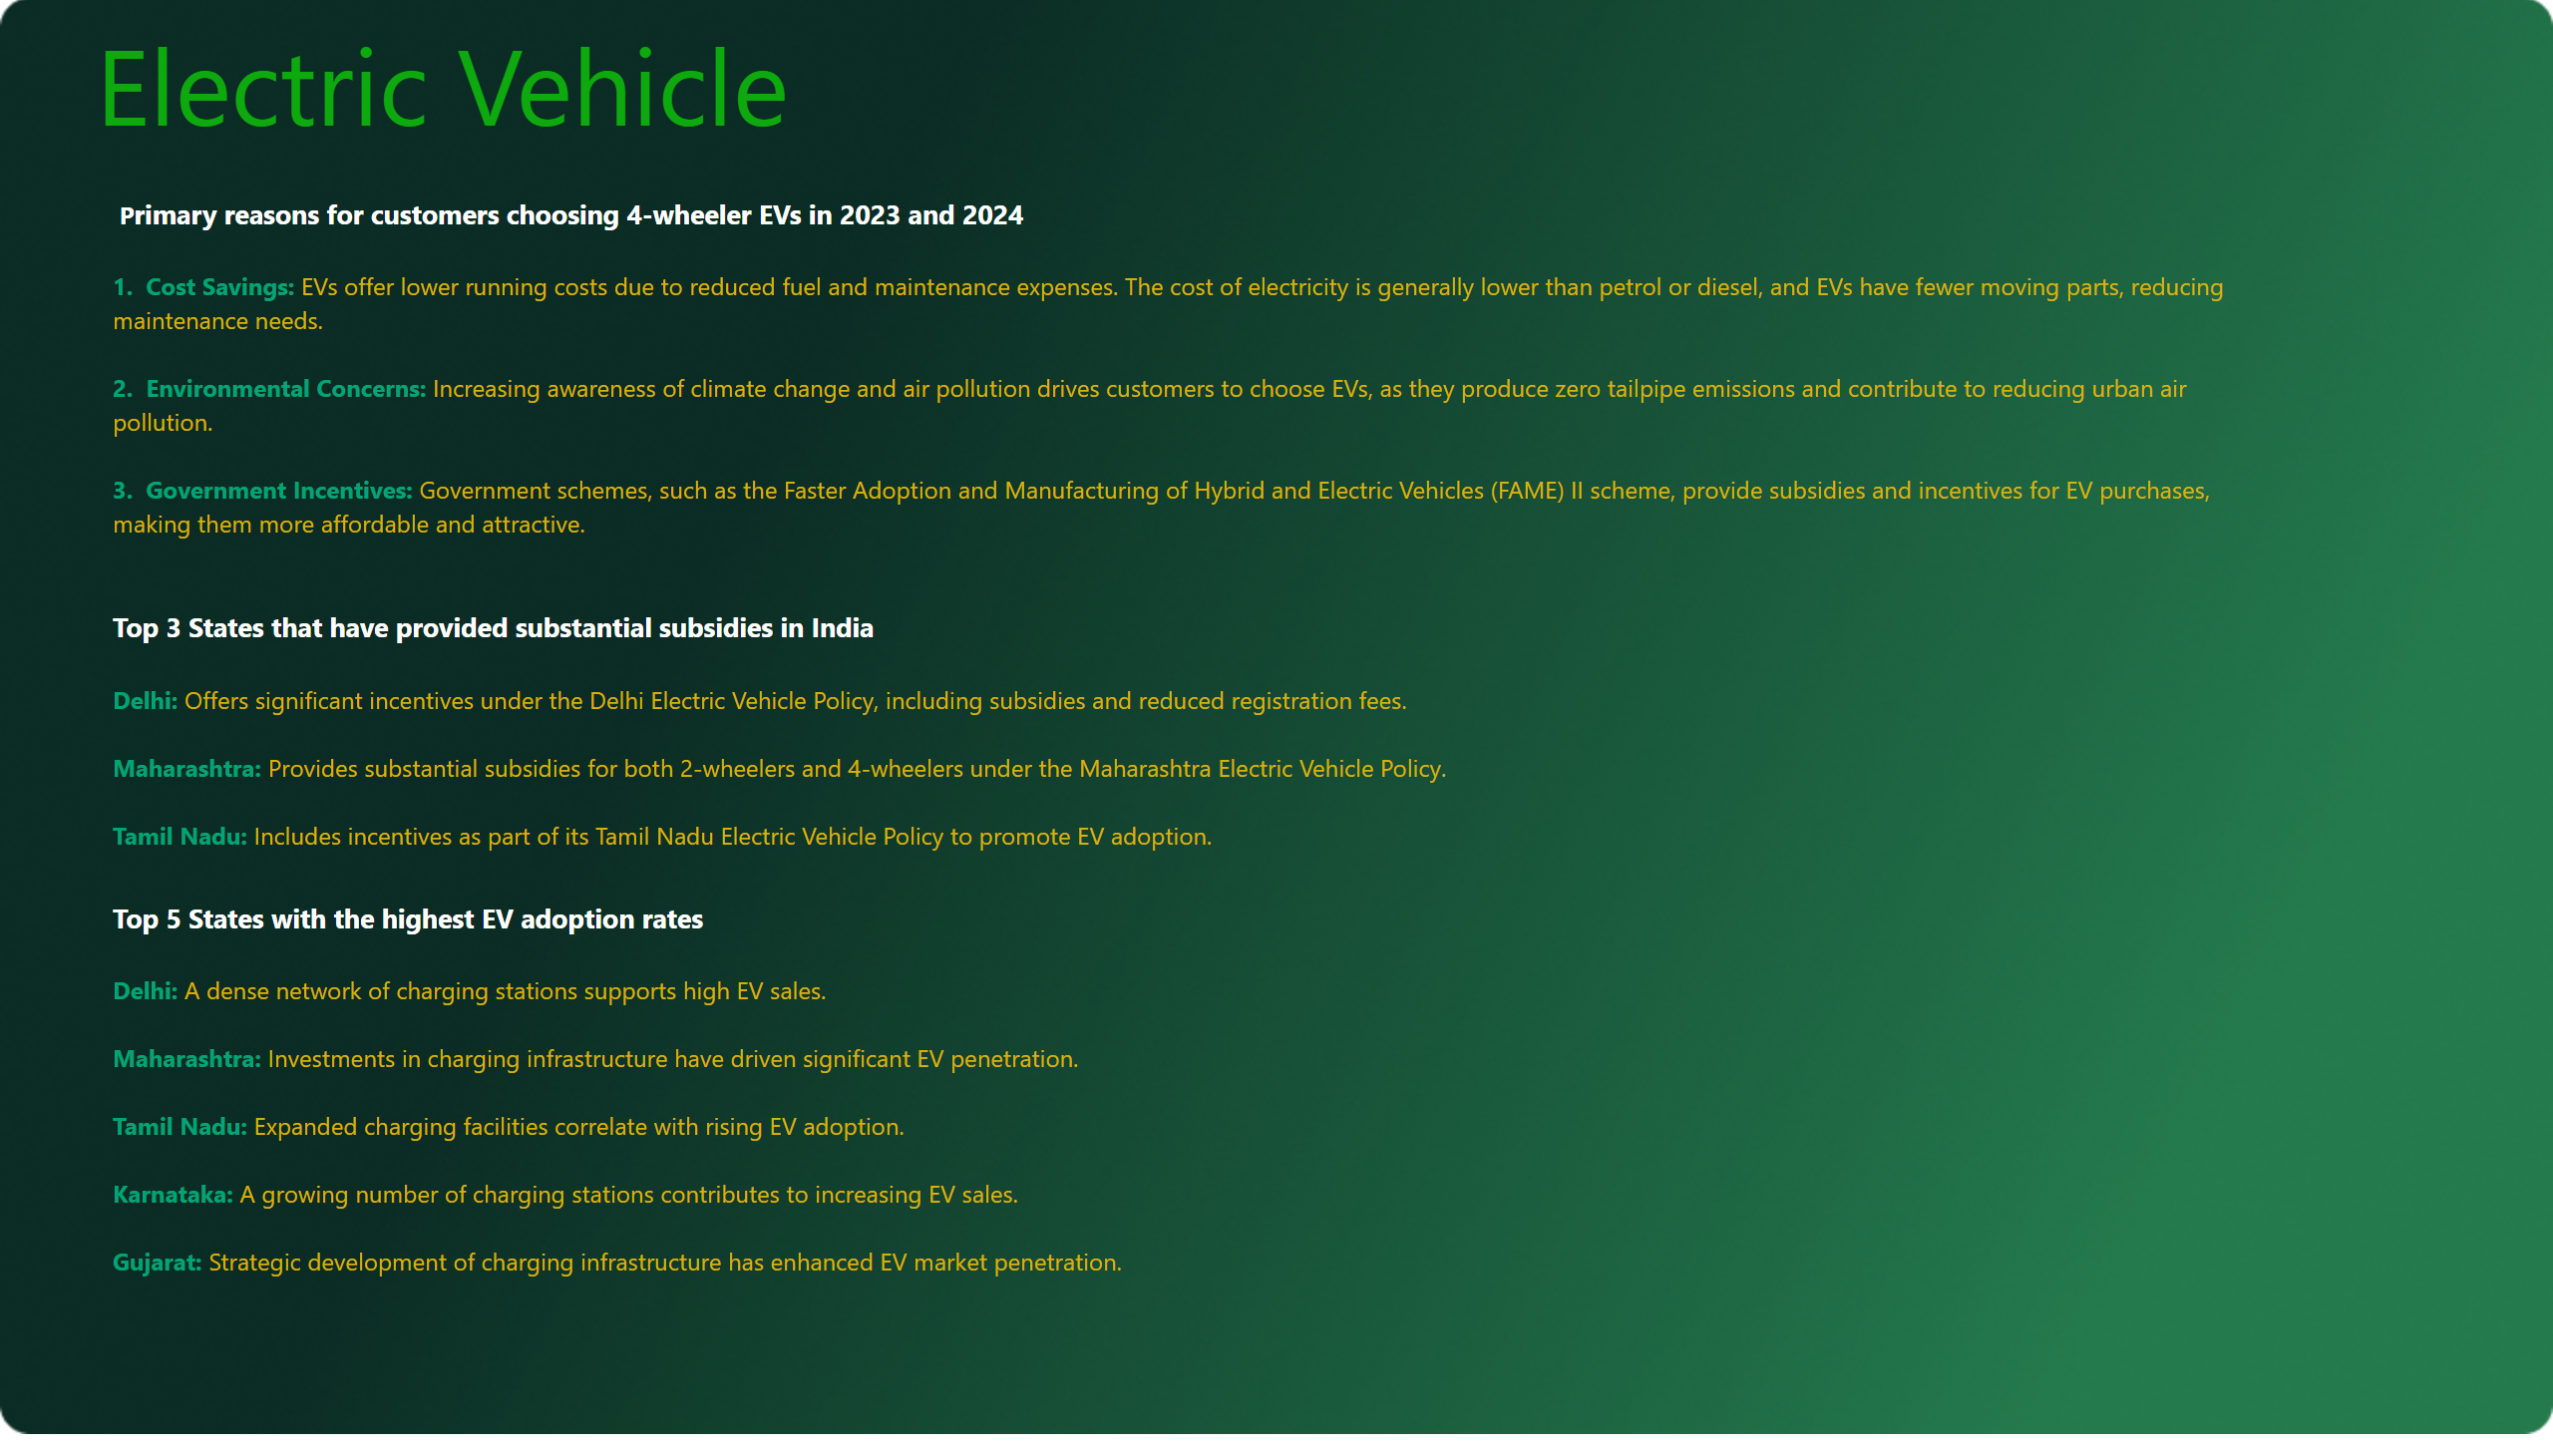 Electric Vehicle
Primary reasons for customers choosing 4-wheeler EVs in 2023 and 2024
1. Cost Savings: EVs offer lower running costs due to reduced fuel and maintenance expenses. The cost of electricity is generally lower than petrol or diesel, and EVs have fewer moving parts, reducing
maintenance needs.
2. Environmental Concerns: Increasing awareness of climate change and air pollution drives customers to choose EVs, as they produce zero tailpipe emissions and contribute to reducing urban air
pollution.
3. Government Incentives: Government schemes, such as the Faster Adoption and Manufacturing of Hybrid and Electric Vehicles (FAME) II scheme, provide subsidies and incentives for EV purchases,
making them more affordable and attractive.
Top 3 States that have provided substantial subsidies in India
Delhi: Offers significant incentives under the Delhi Electric Vehicle Policy, including subsidies and reduced registration fees.
Maharashtra: Provides substantial subsidies for both 2-wheelers and 4-wheelers under the Maharashtra Electric Vehicle Policy.
Tamil Nadu: Includes incentives as part of its Tamil Nadu Electric Vehicle Policy to promote EV adoption.
Top 5 States with the highest EV adoption rates
Delhi: A dense network of charging stations supports high EV sales.
Maharashtra: Investments in charging infrastructure have driven significant EV penetration.
Tamil Nadu: Expanded charging facilities correlate with rising EV adoption.
Karnataka: A growing number of charging stations contributes to increasing EV sales.
Gujarat: Strategic development of charging infrastructure has enhanced EV market penetration.